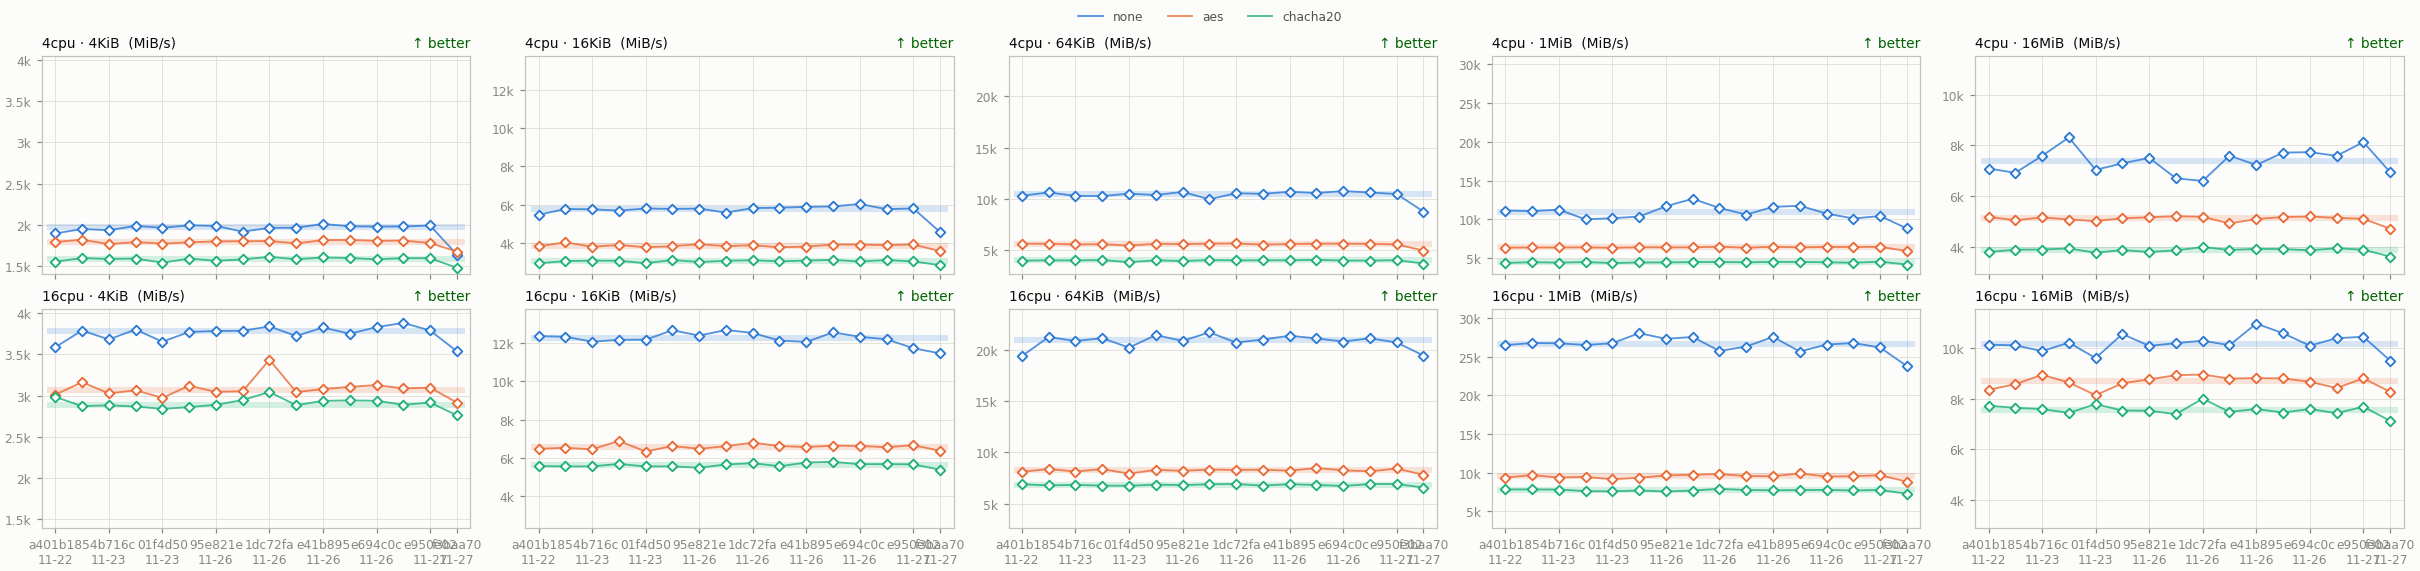 none aes chacha20
4cpu · 4KiB (MiB/s) ↑ better
4k
3.5k
3k
2.5k
2k
1.5k
4cpu · 16KiB (MiB/s) ↑ better
12k
10k
8k
6k
4k
4cpu · 64KiB (MiB/s) ↑ better
20k
15k
10k
5k
4cpu · 1MiB (MiB/s) ↑ better
30k
25k
20k
15k
10k
5k
4cpu · 16MiB (MiB/s) ↑ better
10k
8k
6k
4k
16cpu · 4KiB (MiB/s) ↑ better
4k
3.5k
3k
2.5k
2k
1.5k
a401b18 54b716c 01f4d50 95e821e 1dc72fa e41b895 e694c0c
11-22 11-23 11-23 11-26 11-26 11-26 11-26 11-27 11-27
16cpu · 16KiB (MiB/s) ↑ better
12k
10k
8k
6k
4k
a401b18 54b716c 01f4d50 95e821e 1dc72fa e41b895 e694c0c
11-22 11-23 11-23 11-26 11-26 11-26 11-26 11-27 11-27
16cpu · 64KiB (MiB/s) ↑ better
20k
15k
10k
5k
a401b18 54b716c 01f4d50 95e821e 1dc72fa e41b895 e694c0c
11-22 11-23 11-23 11-26 11-26 11-26 11-26 11-27 11-27
16cpu · 1MiB (MiB/s) ↑ better
30k
25k
20k
15k
10k
5k
a401b18 54b716c 01f4d50 95e821e 1dc72fa e41b895 e694c0c
11-22 11-23 11-23 11-26 11-26 11-26 11-26 11-27 11-27
16cpu · 16MiB (MiB/s) ↑ better
10k
8k
6k
4k
a401b18 54b716c 01f4d50 95e821e 1dc72fa e41b895 e694c0c
11-22 11-23 11-23 11-26 11-26 11-26 11-26 11-27 11-27